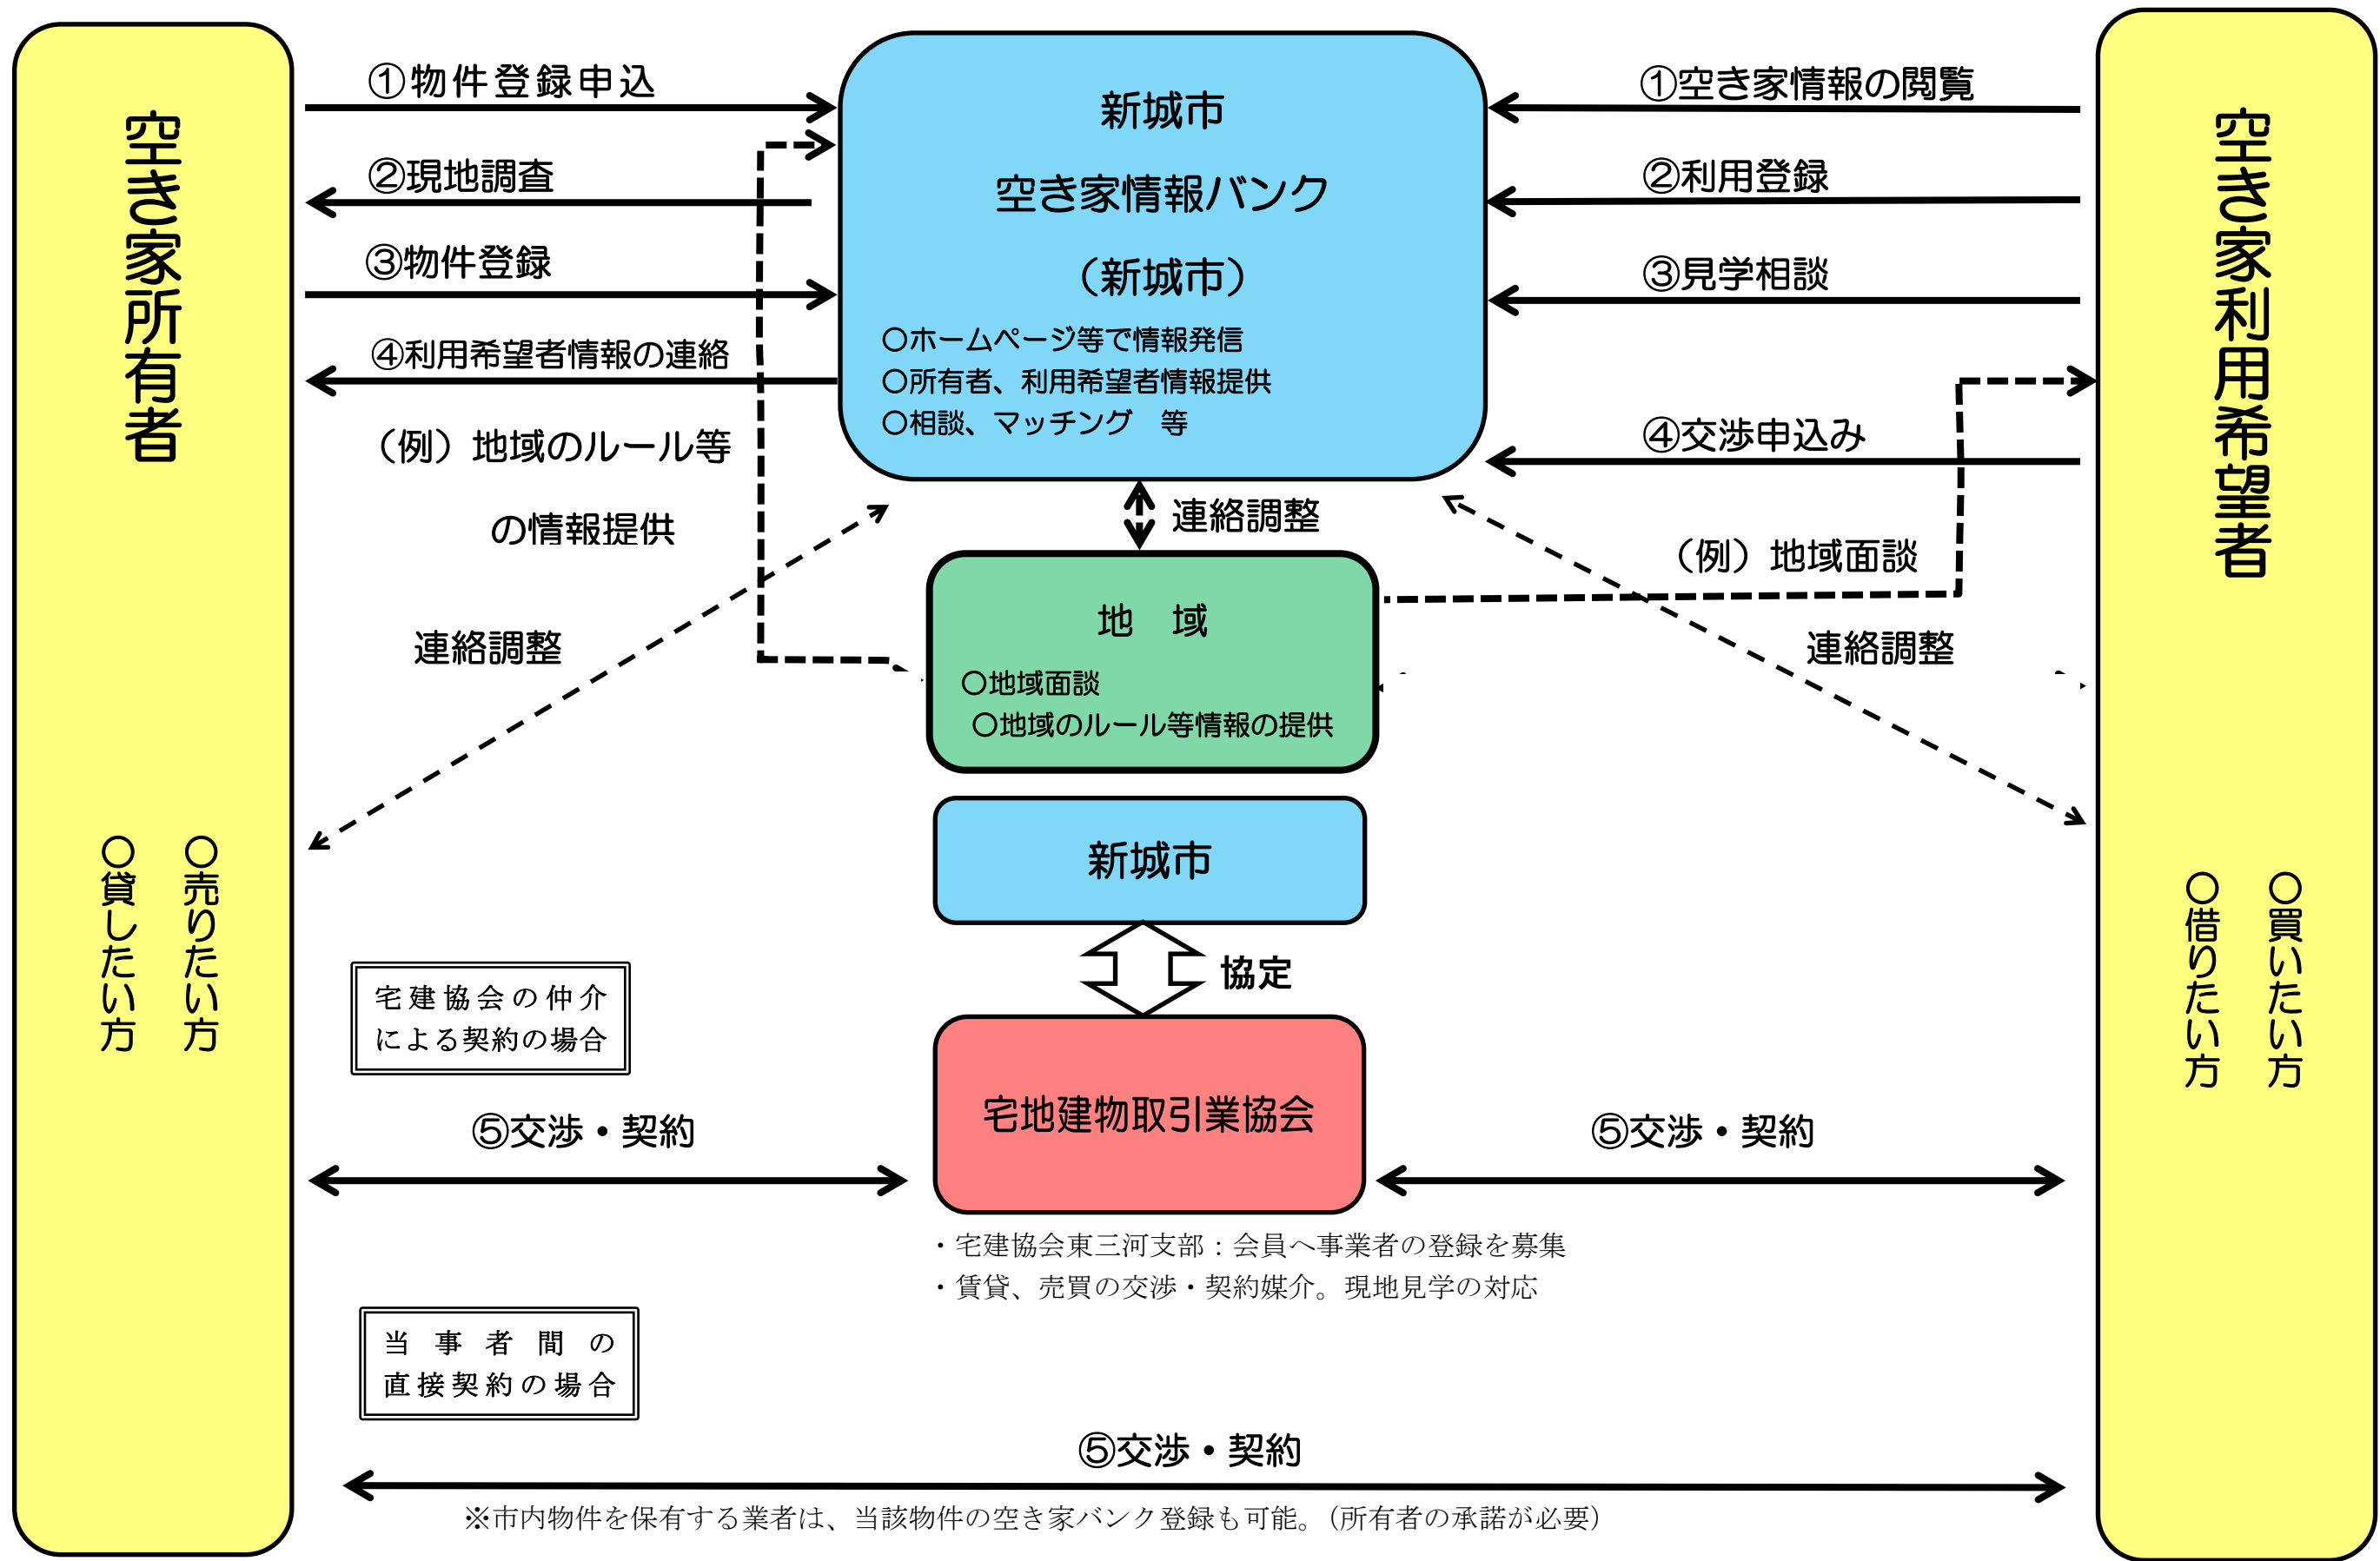 空き家所有者
○売りたい方
○貸したい方
①物件登録申込
②現地調査
③物件登録
④利用希望者情報の連絡
（例）地域のルール等
の情報提供
連絡調整
新城市
空き家情報バンク
（新城市）
○ホームページ等で情報発信
○所有者、利用希望者情報提供
○相談、マッチング　等
連絡調整
地　域
○地域面談
○地域のルール等情報の提供
新城市
協定
宅地建物取引業協会
・宅建協会東三河支部：会員へ事業者の登録を募集
・賃貸、売買の交渉・契約媒介。現地見学の対応
①空き家情報の閲覧
②利用登録
③見学相談
④交渉申込み
（例）地域面談
連絡調整
空き家利用希望者
○買いたい方
○借りたい方
宅建協会の仲介
による契約の場合
⑤交渉・契約
⑤交渉・契約
当事者間の
直接契約の場合
⑤交渉・契約
※市内物件を保有する業者は、当該物件の空き家バンク登録も可能。（所有者の承諾が必要）